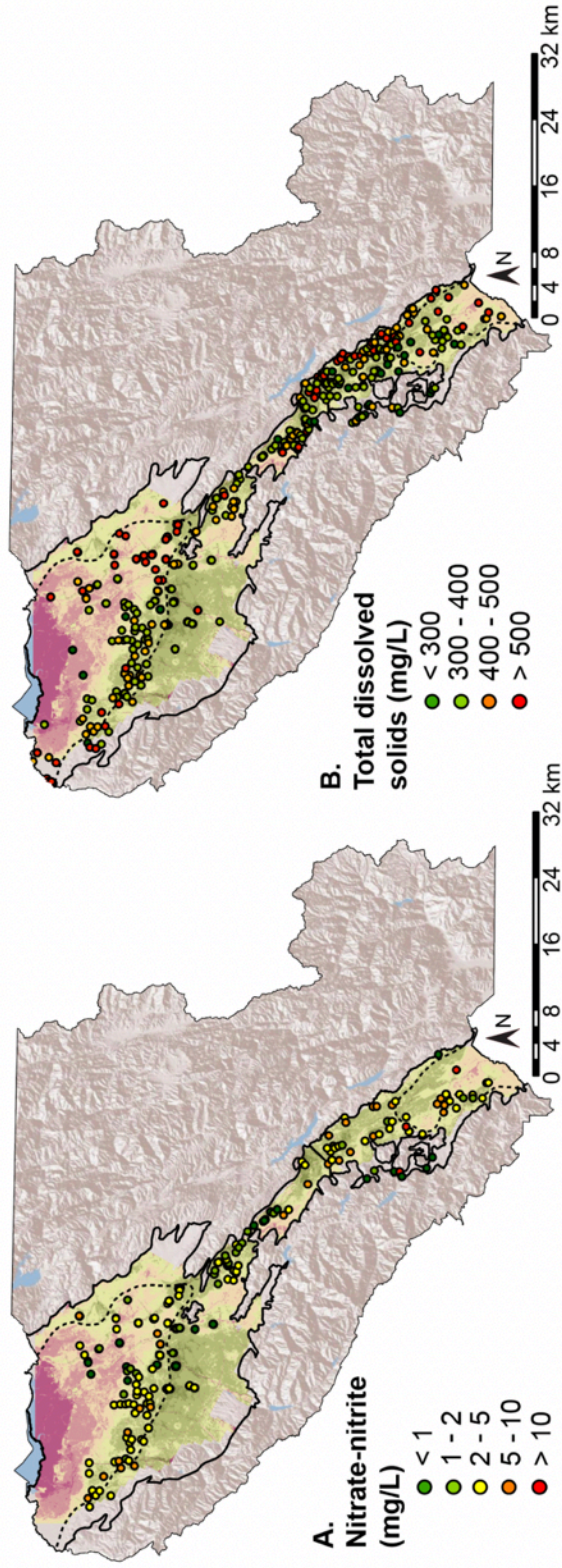 A.
Nitrate-nitrite
(mg/L)
< 1
1 - 2
2 - 5
5 - 10
> 10
N
0 4 8 16 24 32 km
B.
Total dissolved
solids (mg/L)
< 300
300 - 400
400 - 500
> 500
N
0 4 8 16 24 32 km